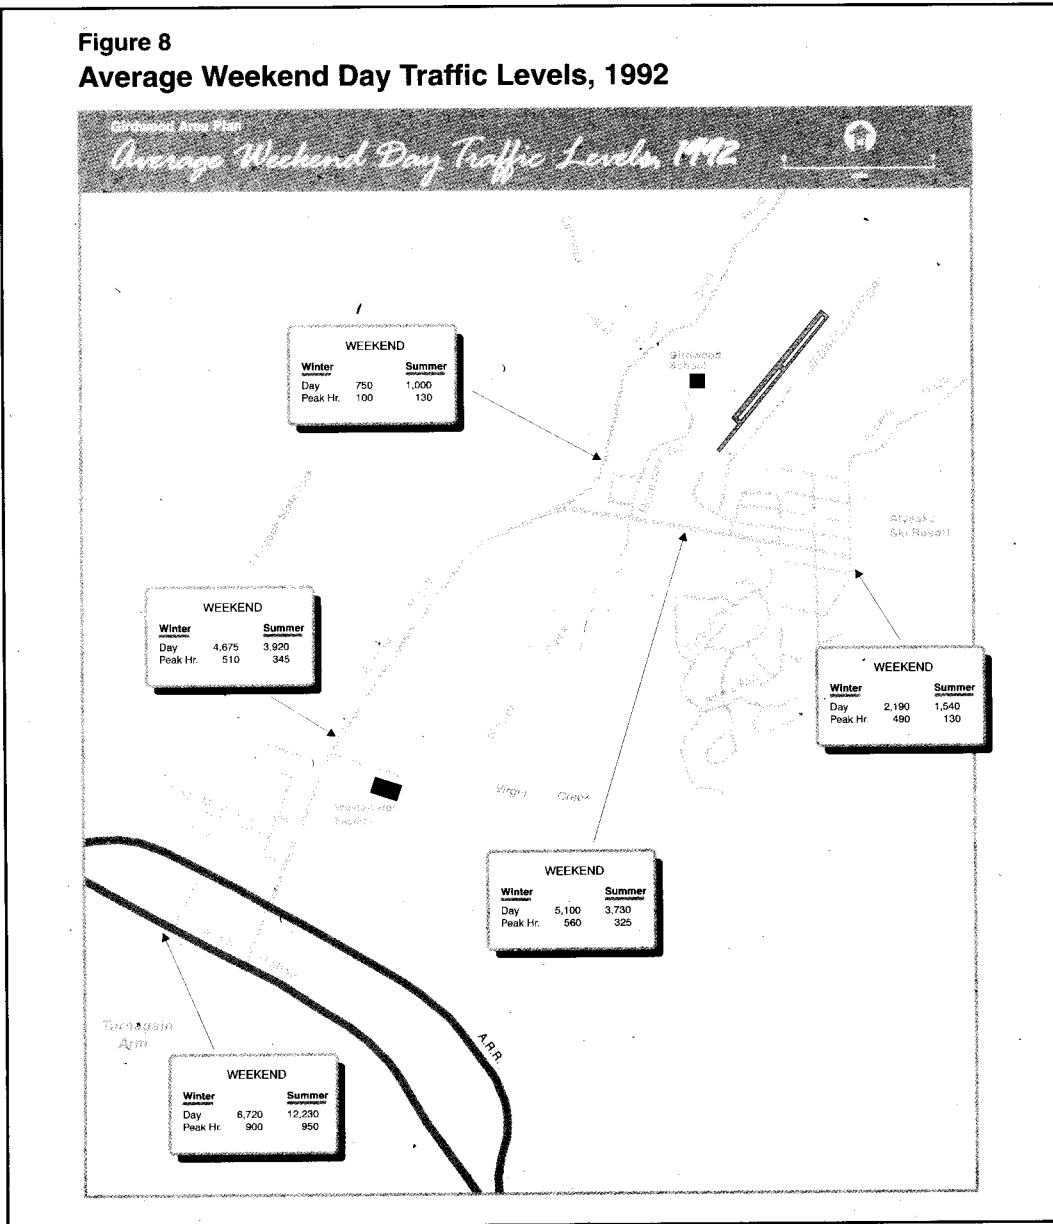 Figure 8
Average Weekend Day Traffic Levels, 1992
Girdwood Area Plan
Average Weekend Day Traffic Levels, 1992
Girdwood
School
WEEKEND
Winter Summer
Day 750 1,000
Peak Hr. 100 130
Alyeska
Ski Resort
WEEKEND
Winter Summer
Day 4,675 3,920
Peak Hr. 510 345
WEEKEND
Winter Summer
Day 2,190 1,540
Peak Hr. 490 130
Virgin Creek
WEEKEND
Winter Summer
Day 5,100 3,730
Peak Hr. 560 325
Turnagain
Arm
A.R.R.
WEEKEND
Winter Summer
Day 6,720 12,230
Peak Hr. 900 950